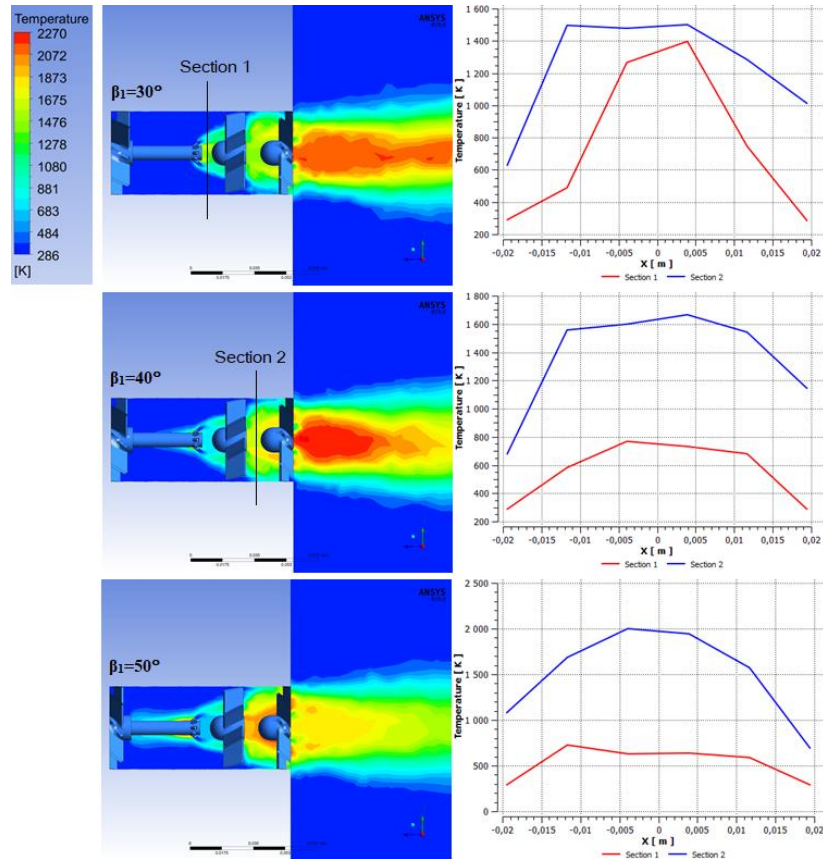 Temperature
2270
2072
1873
1675
1476
1278
1080
881
683
484
286
[K]
Section 1
β1=30°
ANSYS
Temperature [ K ]
1 600
1 400
1 200
1 000
800
600
400
200
-0,02 -0,015 -0,01 -0,005 0 0,005 0,01 0,015 0,02
X [ m ]
Section 1 Section 2
Section 2
β1=40°
ANSYS
Temperature [ K ]
1 800
1 600
1 400
1 200
1 000
800
600
400
200
-0,02 -0,015 -0,01 -0,005 0 0,005 0,01 0,015 0,02
X [ m ]
Section 1 Section 2
β1=50°
ANSYS
Temperature [ K ]
2 500
2 000
1 500
1 000
500
0
-0,02 -0,015 -0,01 -0,005 0 0,005 0,01 0,015 0,02
X [ m ]
Section 1 Section 2